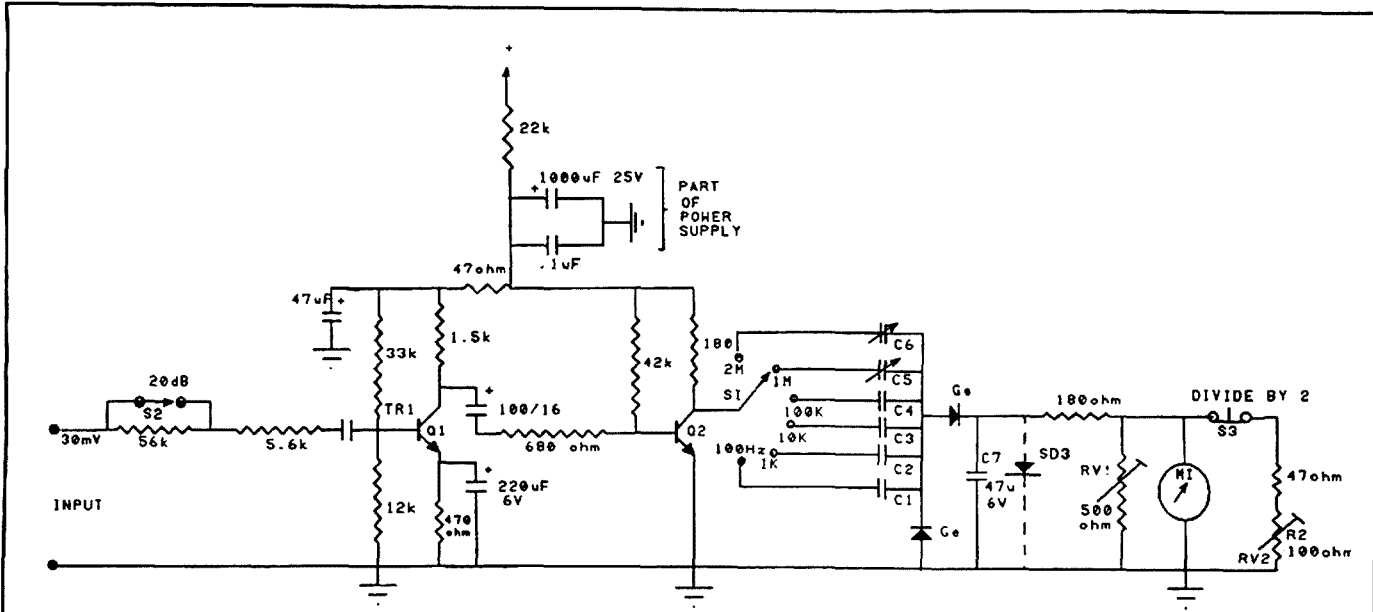 +
22k
+ 1000uF 25V
PART
OF
POWER
SUPPLY
.1uF
47ohm
47uF +
33k
1.5k
42k
180
2M
1M
S1
100K
10K
1K
100Hz
C6
C5
C4
C3
C2
C1
Ge
Ge
20dB
S2
56k
30mV
5.6k
TR1
Q1
+
100/16
680 ohm
Q2
+
220uF
6V
12k
470
ohm
INPUT
C7
47u
6V
SD3
180ohm
RV1
500
ohm
M1
DIVIDE BY 2
S3
47ohm
R2
RV2
100ohm